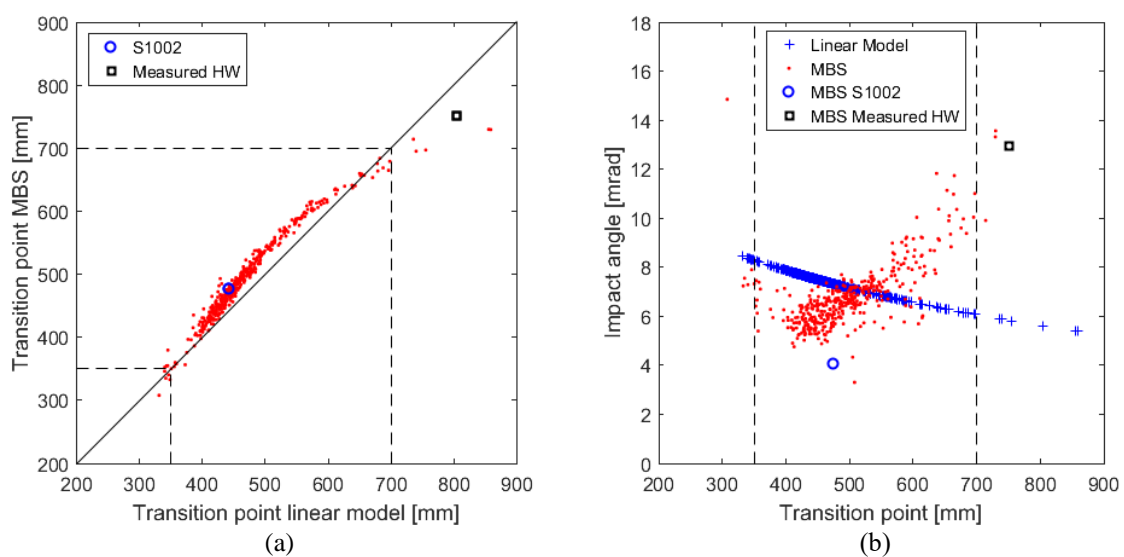 900
800
700
600
500
400
300
200
Transition point MBS [mm]
S1002
Measured HW
200 300 400 500 600 700 800 900
Transition point linear model [mm]
(a)
18
16
14
12
10
8
6
4
2
0
Impact angle [mrad]
Linear Model
MBS
MBS S1002
MBS Measured HW
200 300 400 500 600 700 800 900
Transition point [mm]
(b)